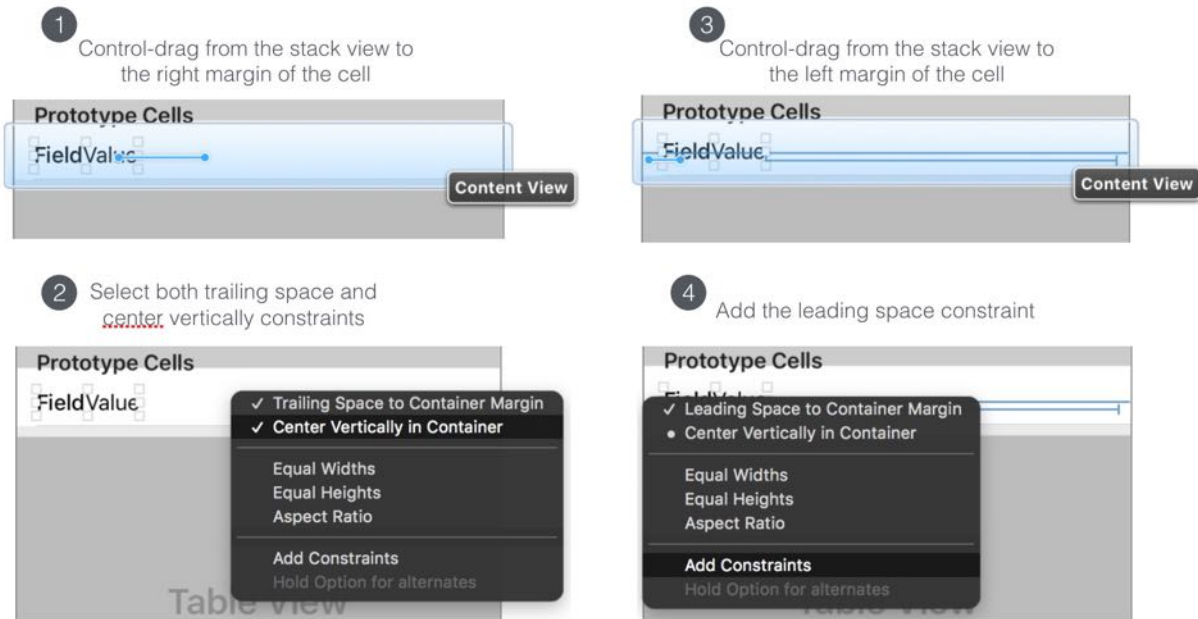 1
Control-drag from the stack view to
the right margin of the cell
Prototype Cells
FieldValue
Content View
2
Select both trailing space and
center vertically constraints
Prototype Cells
FieldValue
✓ Trailing Space to Container Margin
✓ Center Vertically in Container
Equal Widths
Equal Heights
Aspect Ratio
Add Constraints
Hold Option for alternates
Table View
3
Control-drag from the stack view to
the left margin of the cell
Prototype Cells
FieldValue
Content View
4
Add the leading space constraint
Prototype Cells
✓ Leading Space to Container Margin
• Center Vertically in Container
Equal Widths
Equal Heights
Aspect Ratio
Add Constraints
Hold Option for alternates